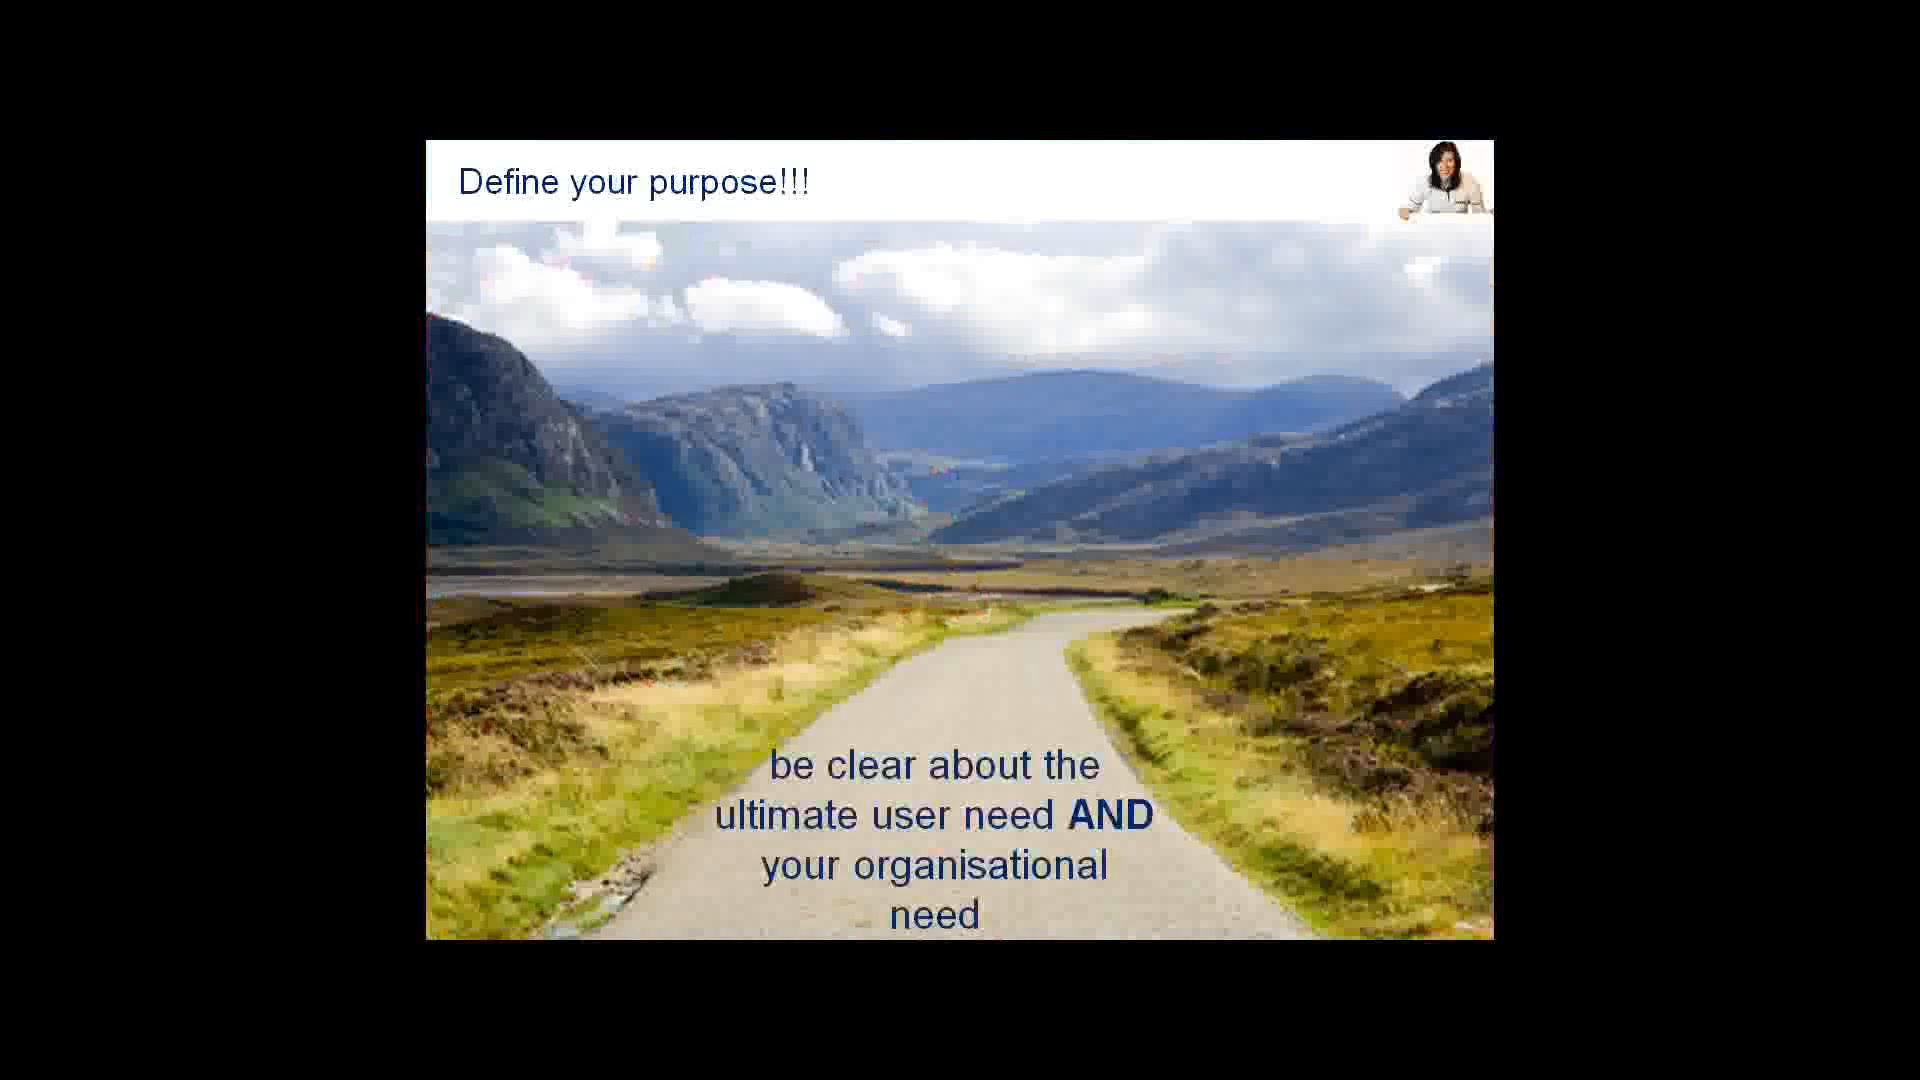 Define your purpose!!!
be clear about the
ultimate user need AND
your organisational
need